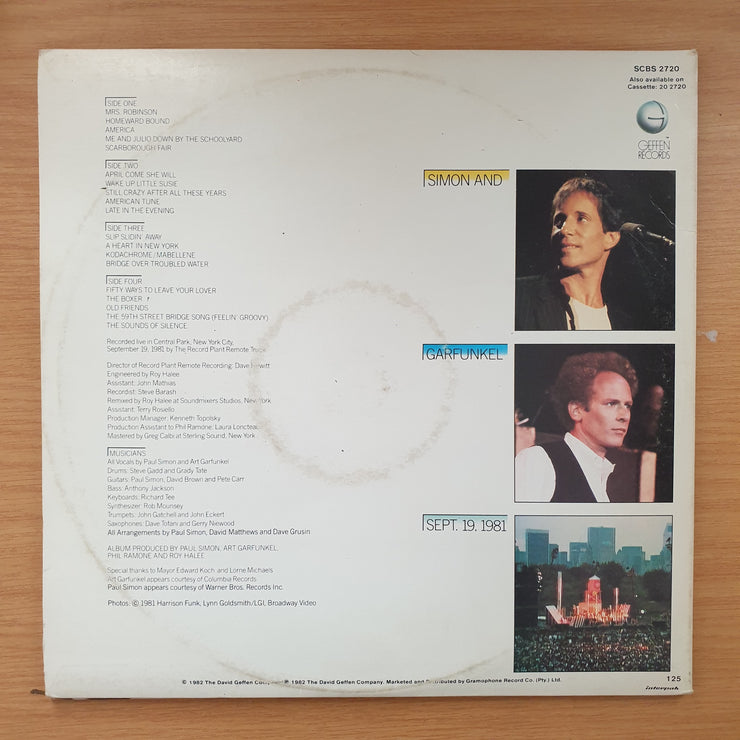 SCBS 2720
Also available on
Cassette: 20 2720
G
GEFFEN
RECORDS
SIDE ONE
MRS. ROBINSON
HOMEWARD BOUND
AMERICA
ME AND JULIO DOWN BY THE SCHOOLYARD
SCARBOROUGH FAIR
SIDE TWO
APRIL COME SHE WILL
WAKE UP LITTLE SUSIE
STILL CRAZY AFTER ALL THESE YEARS
AMERICAN TUNE
LATE IN THE EVENING
SIDE THREE
SLIP SLIDIN' AWAY
A HEART IN NEW YORK
KODACHROME/MABELLENE
BRIDGE OVER TROUBLED WATER
SIDE FOUR
FIFTY WAYS TO LEAVE YOUR LOVER
THE BOXER
OLD FRIENDS
THE 59TH STREET BRIDGE SONG (FEELIN' GROOVY)
THE SOUNDS OF SILENCE
Recorded live in Central Park, New York City,
September 19, 1981 by The Record Plant Remote Truck
Director of Record Plant Remote Recording: Dave Hewitt
Engineered by Roy Halee
Assistant: John Mathias
Recordist: Steve Barash
Remixed by Roy Halee at Soundmixers Studios, New York
Assistant: Terry Rosiello
Production Manager: Kenneth Topolsky
Production Assistant to Phil Ramone: Laura Loncteaux
Mastered by Greg Calbi at Sterling Sound, New York
MUSICIANS
All Vocals by Paul Simon and Art Garfunkel
Drums: Steve Gadd and Grady Tate
Guitars: Paul Simon, David Brown and Pete Carr
Bass: Anthony Jackson
Keyboards: Richard Tee
Synthesizer: Rob Mounsey
Trumpets: John Gatchell and John Eckert
Saxophones: Dave Tofani and Gerry Niewood
All Arrangements by Paul Simon, David Matthews and Dave Grusin
ALBUM PRODUCED BY PAUL SIMON, ART GARFUNKEL,
PHIL RAMONE AND ROY HALEE
Special thanks to Mayor Edward Koch and Lorne Michaels
Art Garfunkel appears courtesy of Columbia Records
Paul Simon appears courtesy of Warner Bros. Records Inc.
Photos: © 1981 Harrison Funk, Lynn Goldsmith/LGI, Broadway Video
SIMON AND
GARFUNKEL
SEPT. 19, 1981
© 1982 The David Geffen Company ℗ 1982 The David Geffen Company. Marketed and Distributed by Gramophone Record Co. (Pty.) Ltd.
125
interpak